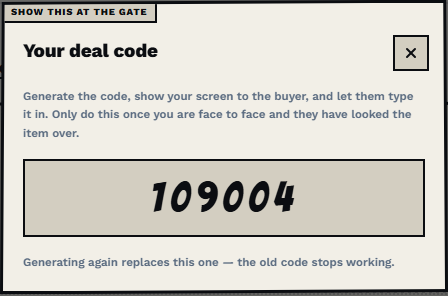 SHOW THIS AT THE GATE
Your deal code
×
Generate the code, show your screen to the buyer, and let them type
it in. Only do this once you are face to face and they have looked the
item over.
109004
Generating again replaces this one — the old code stops working.